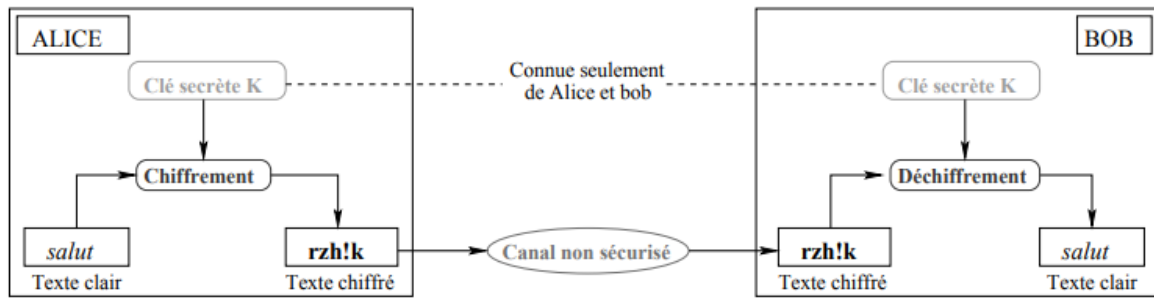 ALICE
Clé secrète K
Chiffrement
salut
Texte clair
rzh!k
Texte chiffré
Connue seulement
de Alice et bob
Canal non sécurisé
BOB
Clé secrète K
Déchiffrement
rzh!k
Texte chiffré
salut
Texte clair